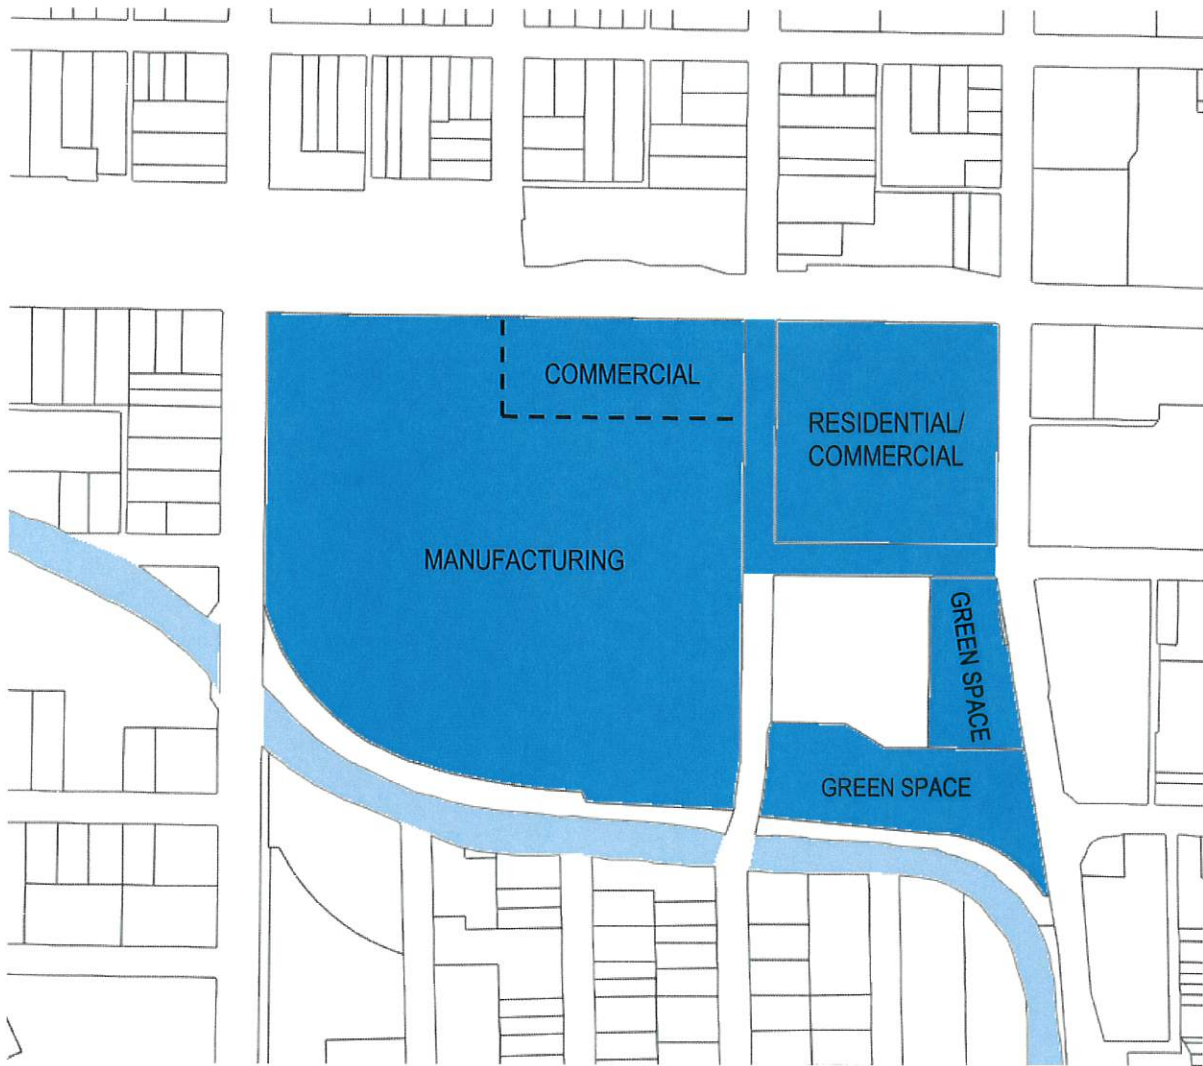 COMMERCIAL
RESIDENTIAL/
COMMERCIAL
MANUFACTURING
GREEN SPACE
GREEN SPACE